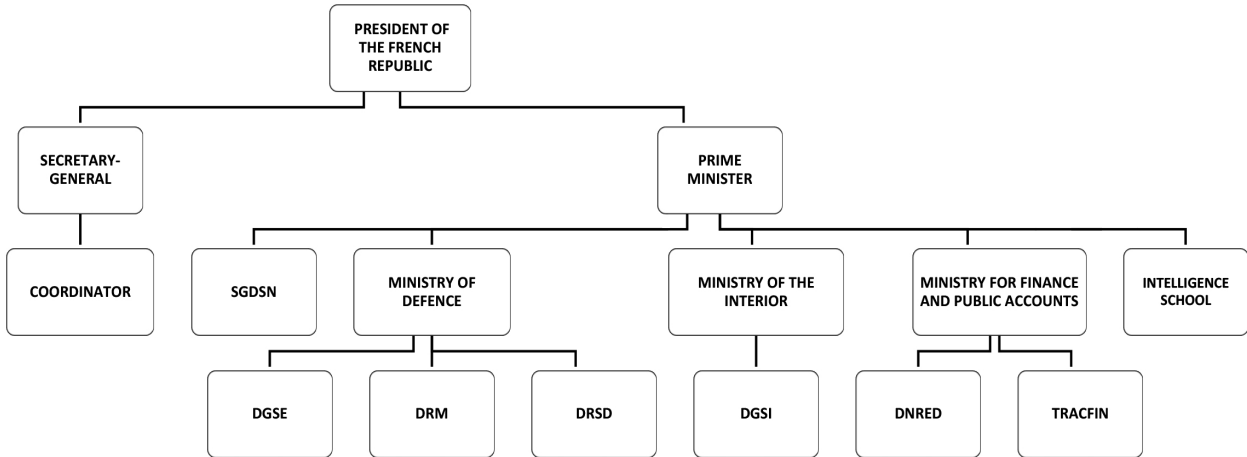 PRESIDENT OF
THE FRENCH
REPUBLIC
SECRETARY-
GENERAL
PRIME
MINISTER
COORDINATOR
SGDSN
MINISTRY OF
DEFENCE
MINISTRY OF THE
INTERIOR
MINISTRY FOR FINANCE
AND PUBLIC ACCOUNTS
INTELLIGENCE
SCHOOL
DGSE
DRM
DRSD
DGSI
DNRED
TRACFIN